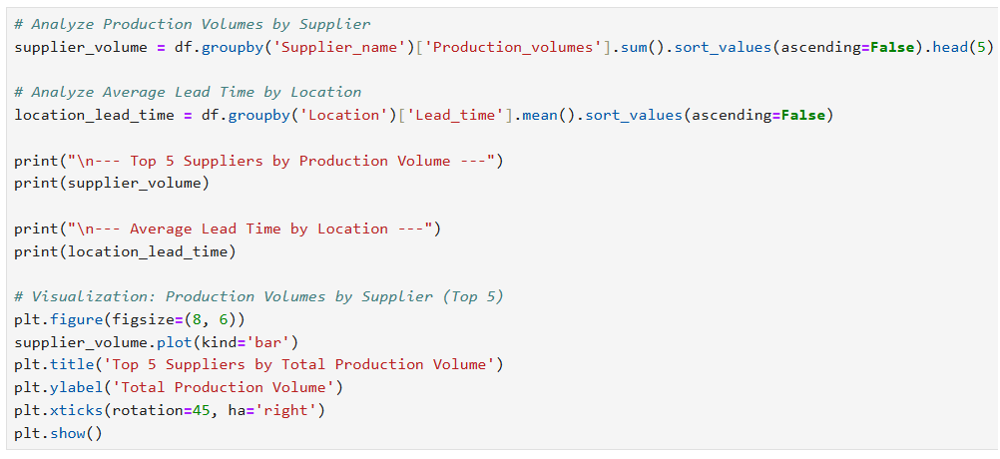 # Analyze Production Volumes by Supplier
supplier_volume = df.groupby('Supplier_name')['Production_volumes'].sum().sort_values(ascending=False).head(5)

# Analyze Average Lead Time by Location
location_lead_time = df.groupby('Location')['Lead_time'].mean().sort_values(ascending=False)

print("\n--- Top 5 Suppliers by Production Volume ---")
print(supplier_volume)

print("\n--- Average Lead Time by Location ---")
print(location_lead_time)

# Visualization: Production Volumes by Supplier (Top 5)
plt.figure(figsize=(8, 6))
supplier_volume.plot(kind='bar')
plt.title('Top 5 Suppliers by Total Production Volume')
plt.ylabel('Total Production Volume')
plt.xticks(rotation=45, ha='right')
plt.show()